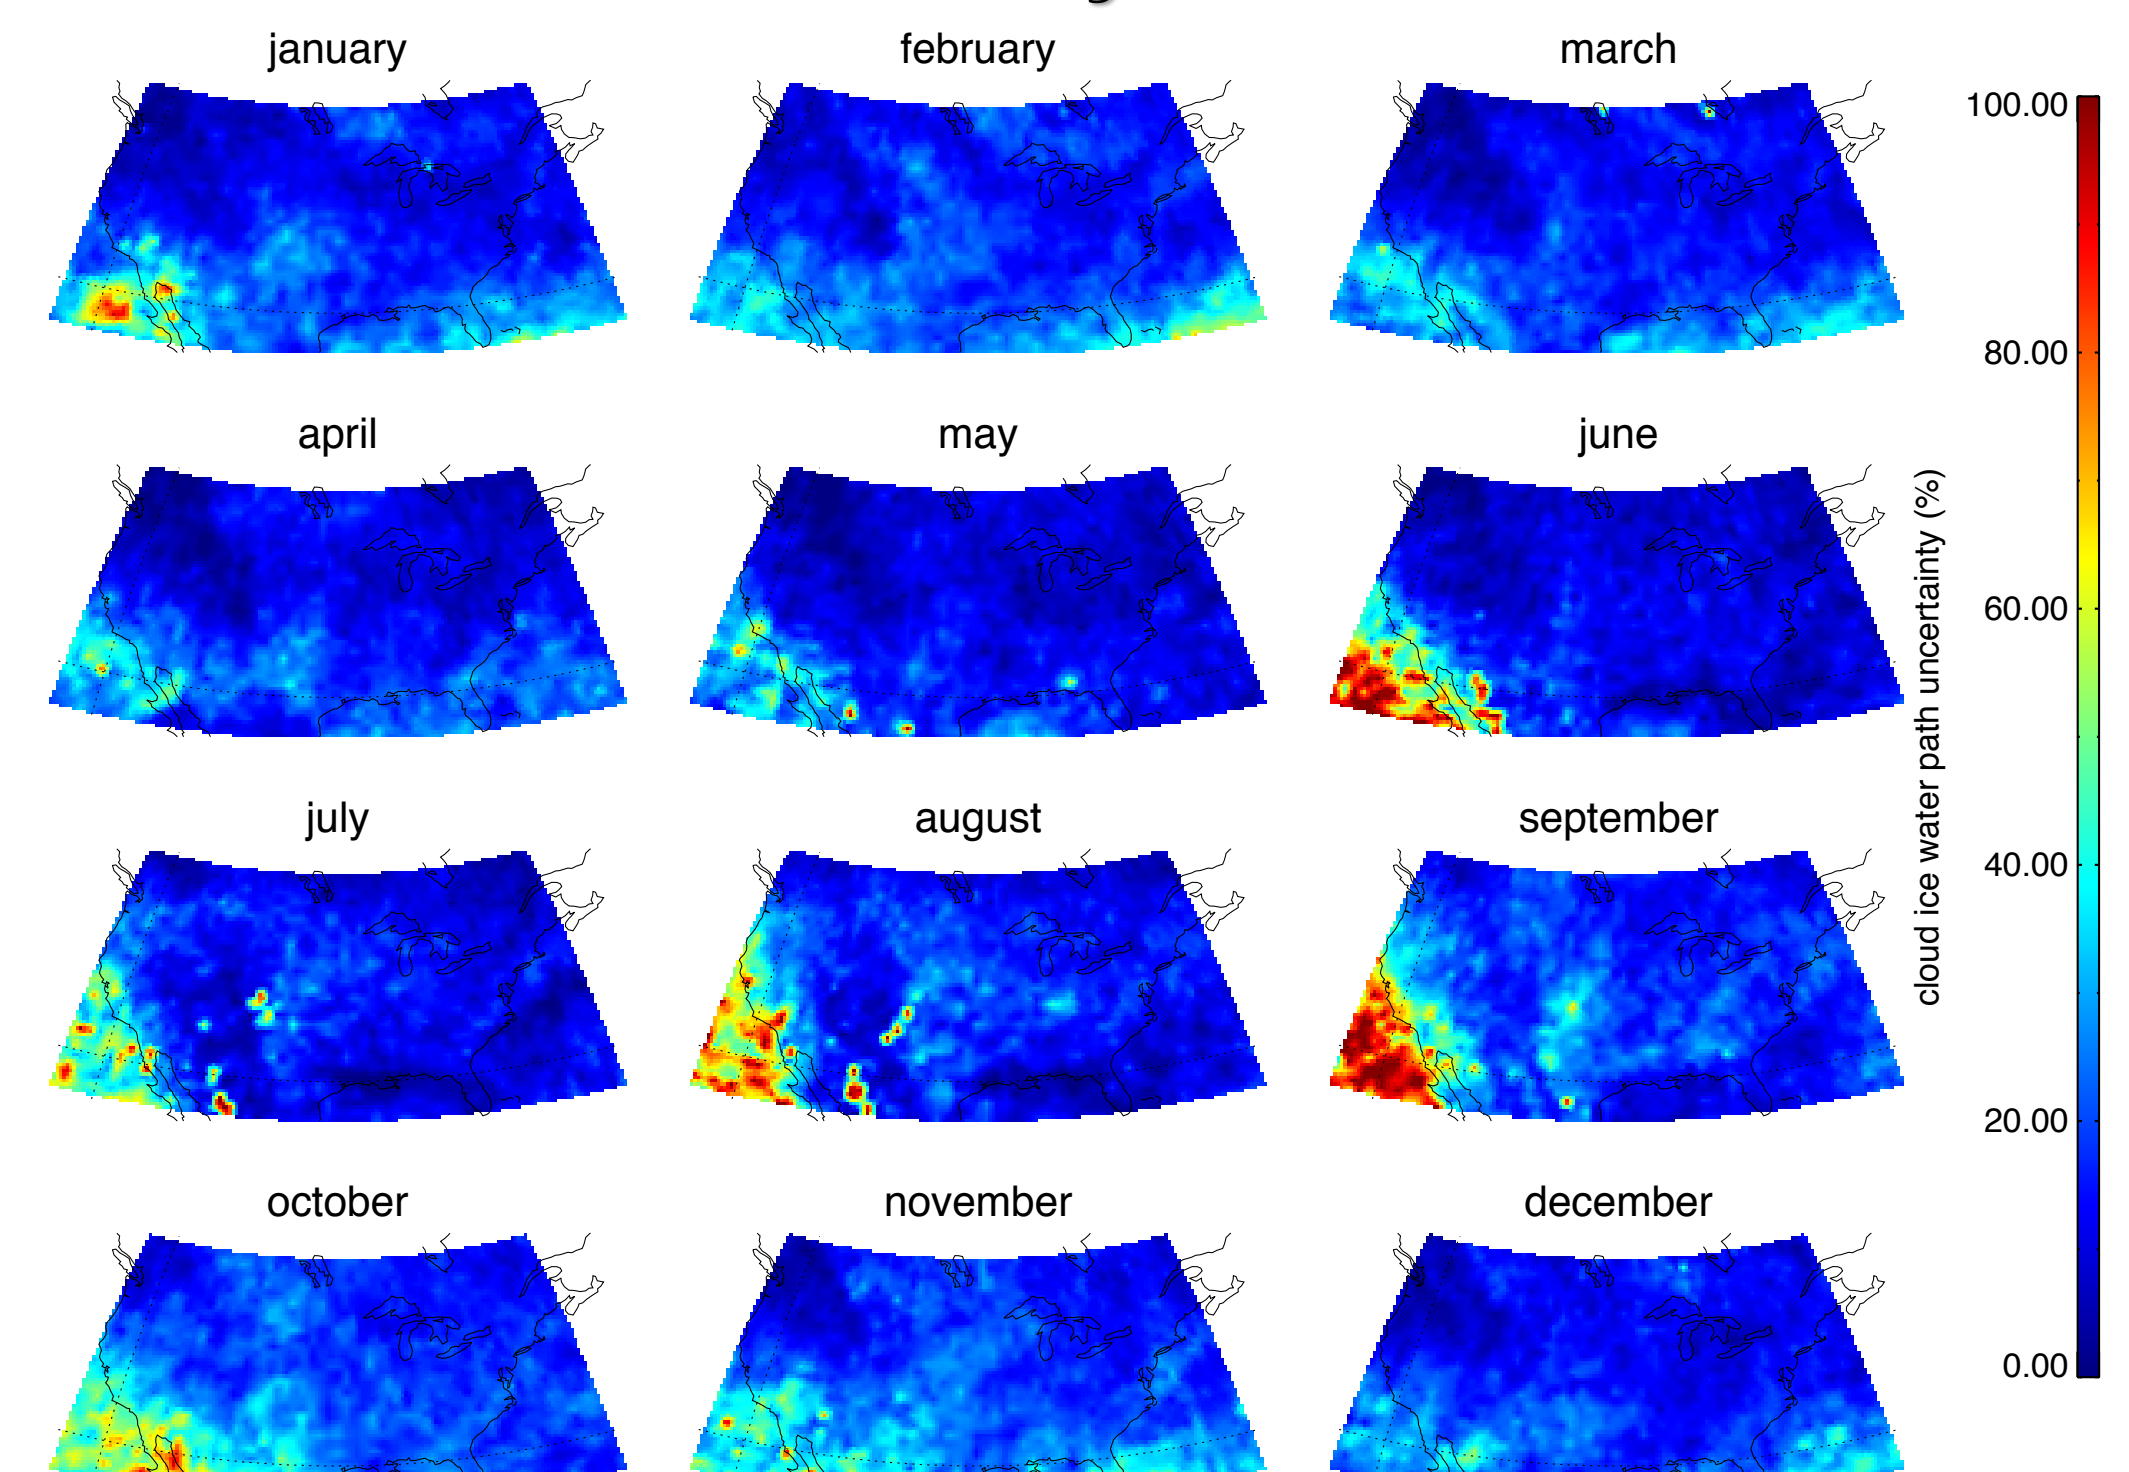 january
february
march
april
may
june
july
august
september
october
november
december
cloud ice water path uncertainty (%)
100.00
80.00
60.00
40.00
20.00
0.00